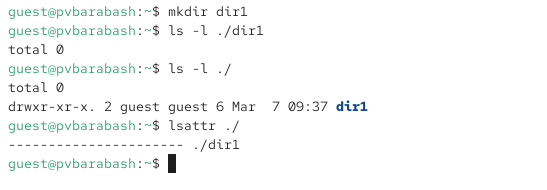 guest@pvbarabash:~$ mkdir dir1
guest@pvbarabash:~$ ls -l ./dir1
total 0
guest@pvbarabash:~$ ls -l ./
total 0
drwxr-xr-x. 2 guest guest 6 Mar  7 09:37 dir1
guest@pvbarabash:~$ lsattr ./
---------------------- ./dir1
guest@pvbarabash:~$